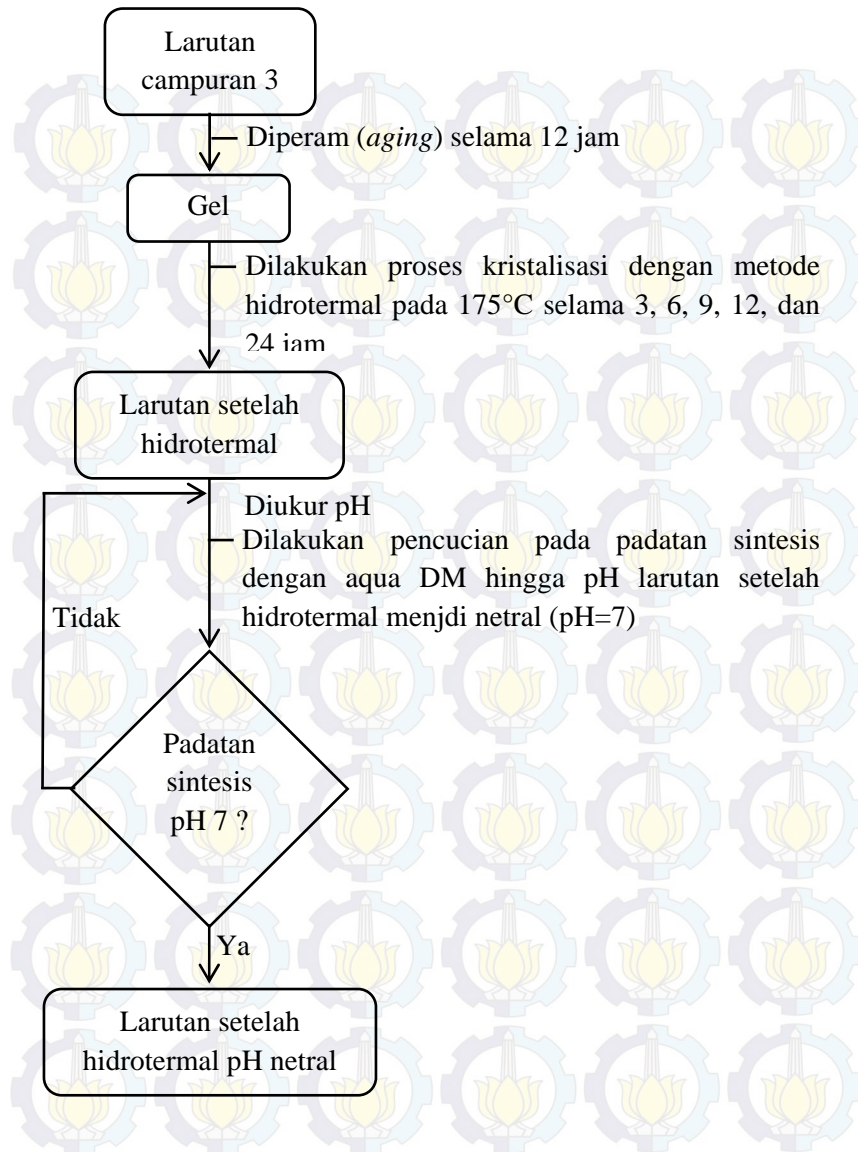 Larutan
campuran 3
Diperam (aging) selama 12 jam
Gel
Dilakukan proses kristalisasi dengan metode
hidrotermal pada 175°C selama 3, 6, 9, 12, dan
24 jam
Larutan setelah
hidrotermal
Diukur pH
Dilakukan pencucian pada padatan sintesis
dengan aqua DM hingga pH larutan setelah
hidrotermal menjdi netral (pH=7)
Tidak
Padatan
sintesis
pH 7 ?
Ya
Larutan setelah
hidrotermal pH netral